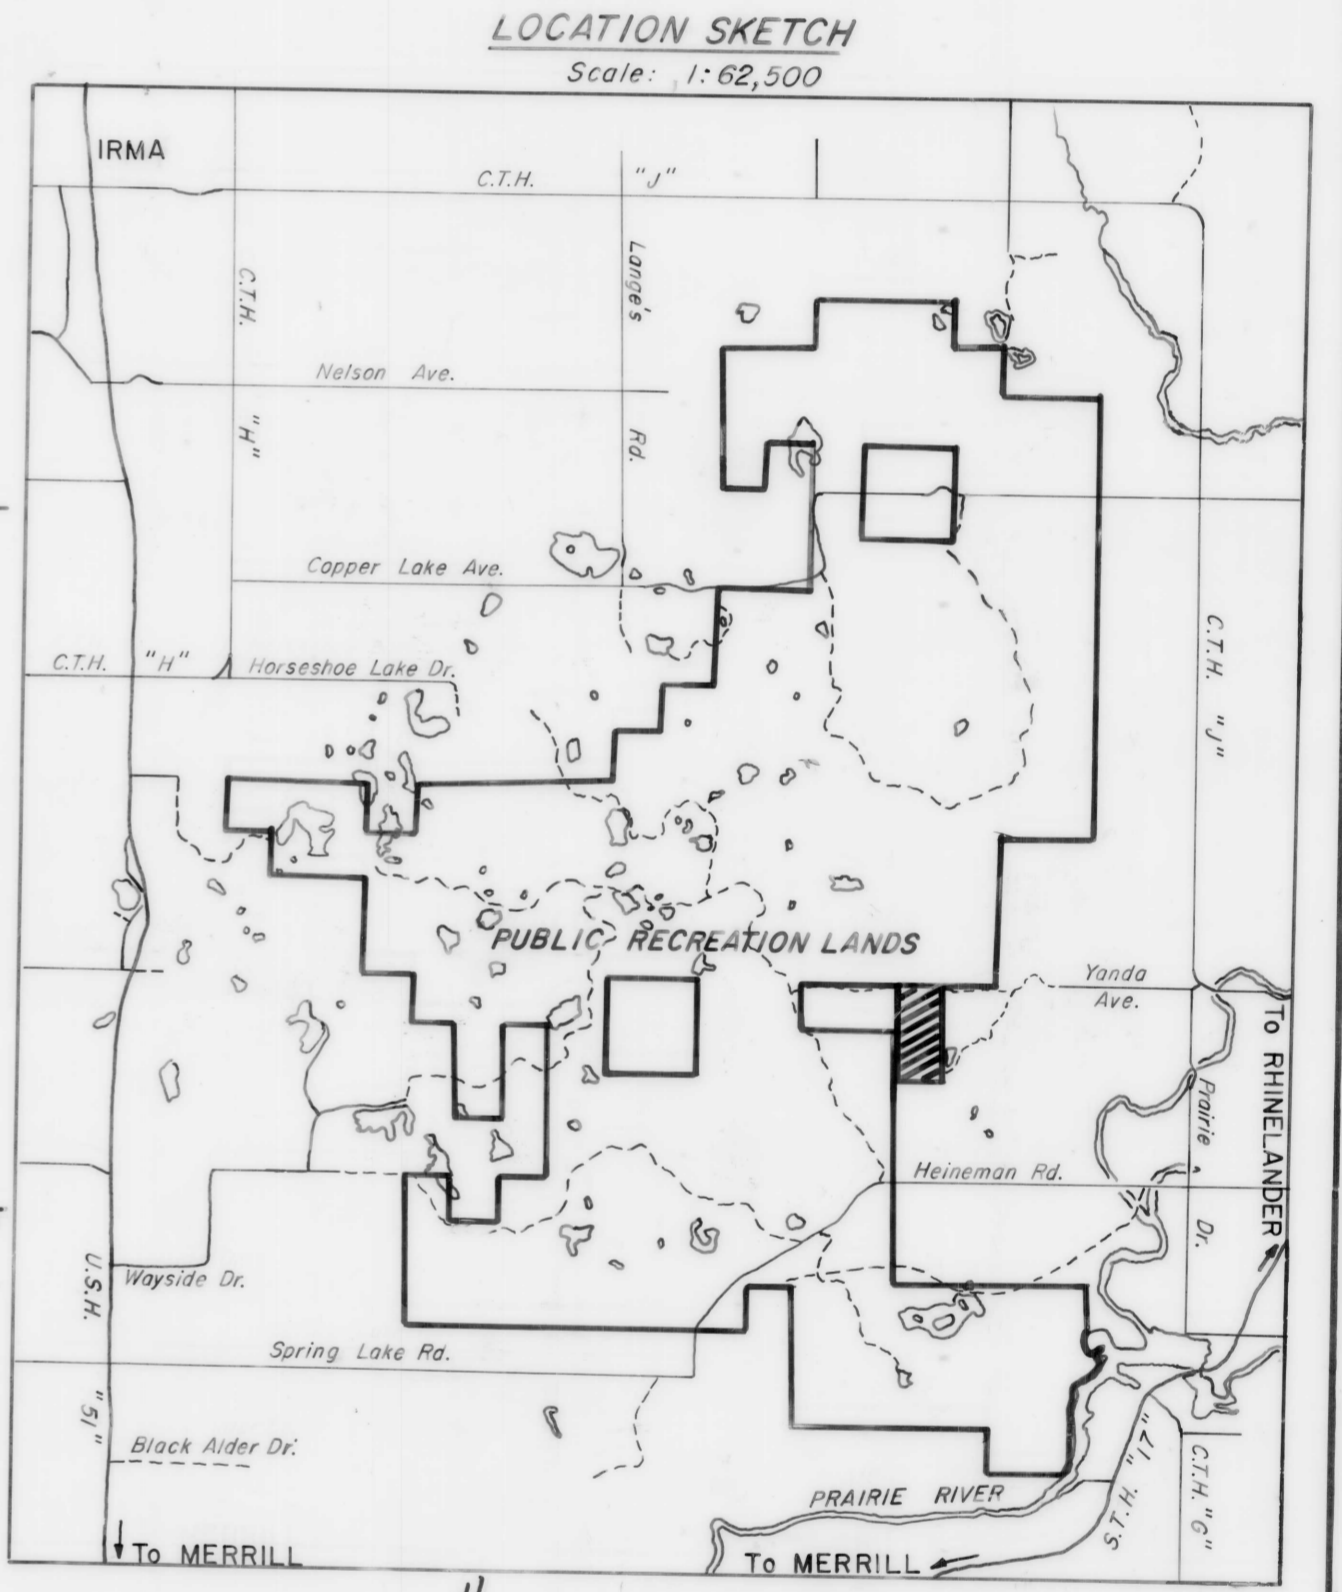 LOCATION SKETCH
Scale: 1:62,500
IRMA
C.T.H. "J"
C.T.H. "H"
Lange's Rd.
Nelson Ave.
Copper Lake Ave.
C.T.H. "H"
Horseshoe Lake Dr.
C.T.H. "J"
PUBLIC RECREATION LANDS
Yanda
Ave.
To RHINELANDER
Prairie Dr.
Heineman Rd.
U.S.H. "51"
Wayside Dr.
Spring Lake Rd.
Black Alder Dr.
PRAIRIE RIVER
S.T.H. "17"
C.T.H. "G"
To MERRILL
To MERRILL